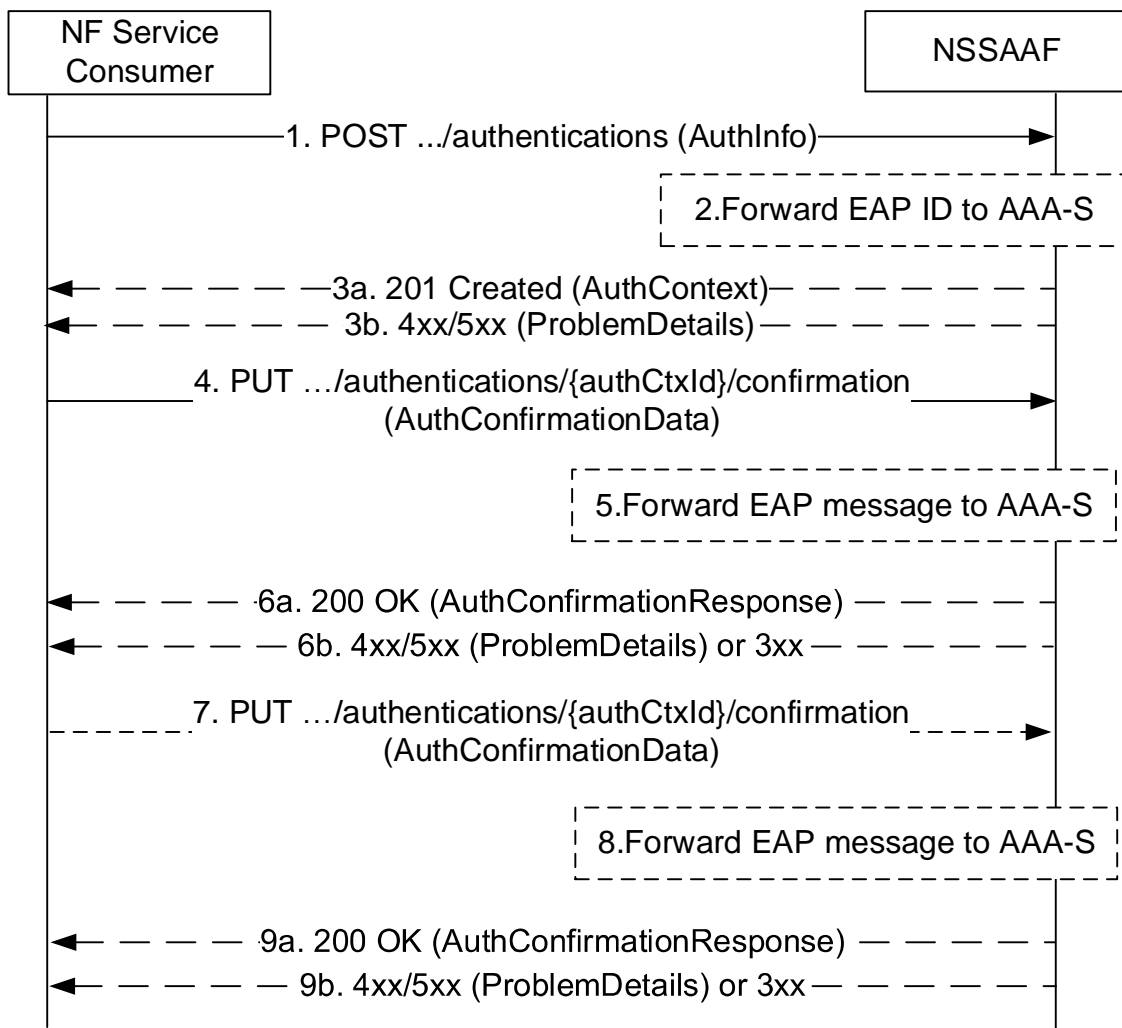 NF Service
Consumer
NSSAAF
1. POST .../authentications (AuthInfo)
2.Forward EAP ID to AAA-S
3a. 201 Created (AuthContext)
3b. 4xx/5xx (ProblemDetails)
4. PUT …/authentications/{authCtxId}/confirmation
(AuthConfirmationData)
5.Forward EAP message to AAA-S
6a. 200 OK (AuthConfirmationResponse)
6b. 4xx/5xx (ProblemDetails) or 3xx
7. PUT …/authentications/{authCtxId}/confirmation
(AuthConfirmationData)
8.Forward EAP message to AAA-S
9a. 200 OK (AuthConfirmationResponse)
9b. 4xx/5xx (ProblemDetails) or 3xx